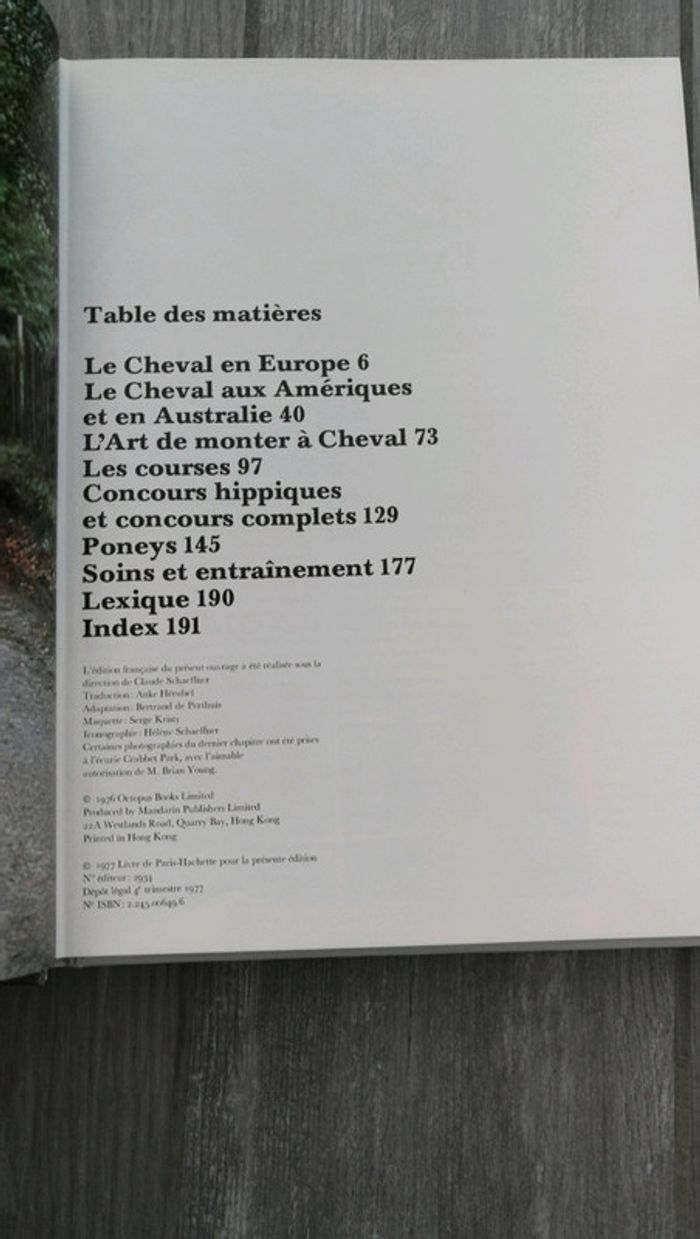 Table des matières
Le Cheval en Europe 6
Le Cheval aux Amériques
et en Australie 40
L'Art de monter à Cheval 73
Les courses 97
Concours hippiques
et concours complets 129
Poneys 145
Soins et entraînement 177
Lexique 190
Index 191
L'édition française du présent ouvrage a été réalisée sous la
direction de Claude Schaeffner
Traduction : Anke Hérubel
Adaptation : Bertrand de Perthuis
Maquette : Serge Kristy
Iconographie : Hélène Schaeffner
Certaines photographies du dernier chapitre ont été prises
à l'écurie Crabbet Park, avec l'aimable
autorisation de M. Brian Young.
© 1976 Octopus Books Limited
Produced by Mandarin Publishers Limited
22A Westlands Road, Quarry Bay, Hong Kong
Printed in Hong Kong
© 1977 Livre de Paris-Hachette pour la présente édition
N° éditeur : 2934
Dépôt légal 4e trimestre 1977
N° ISBN : 2.245.00649.6